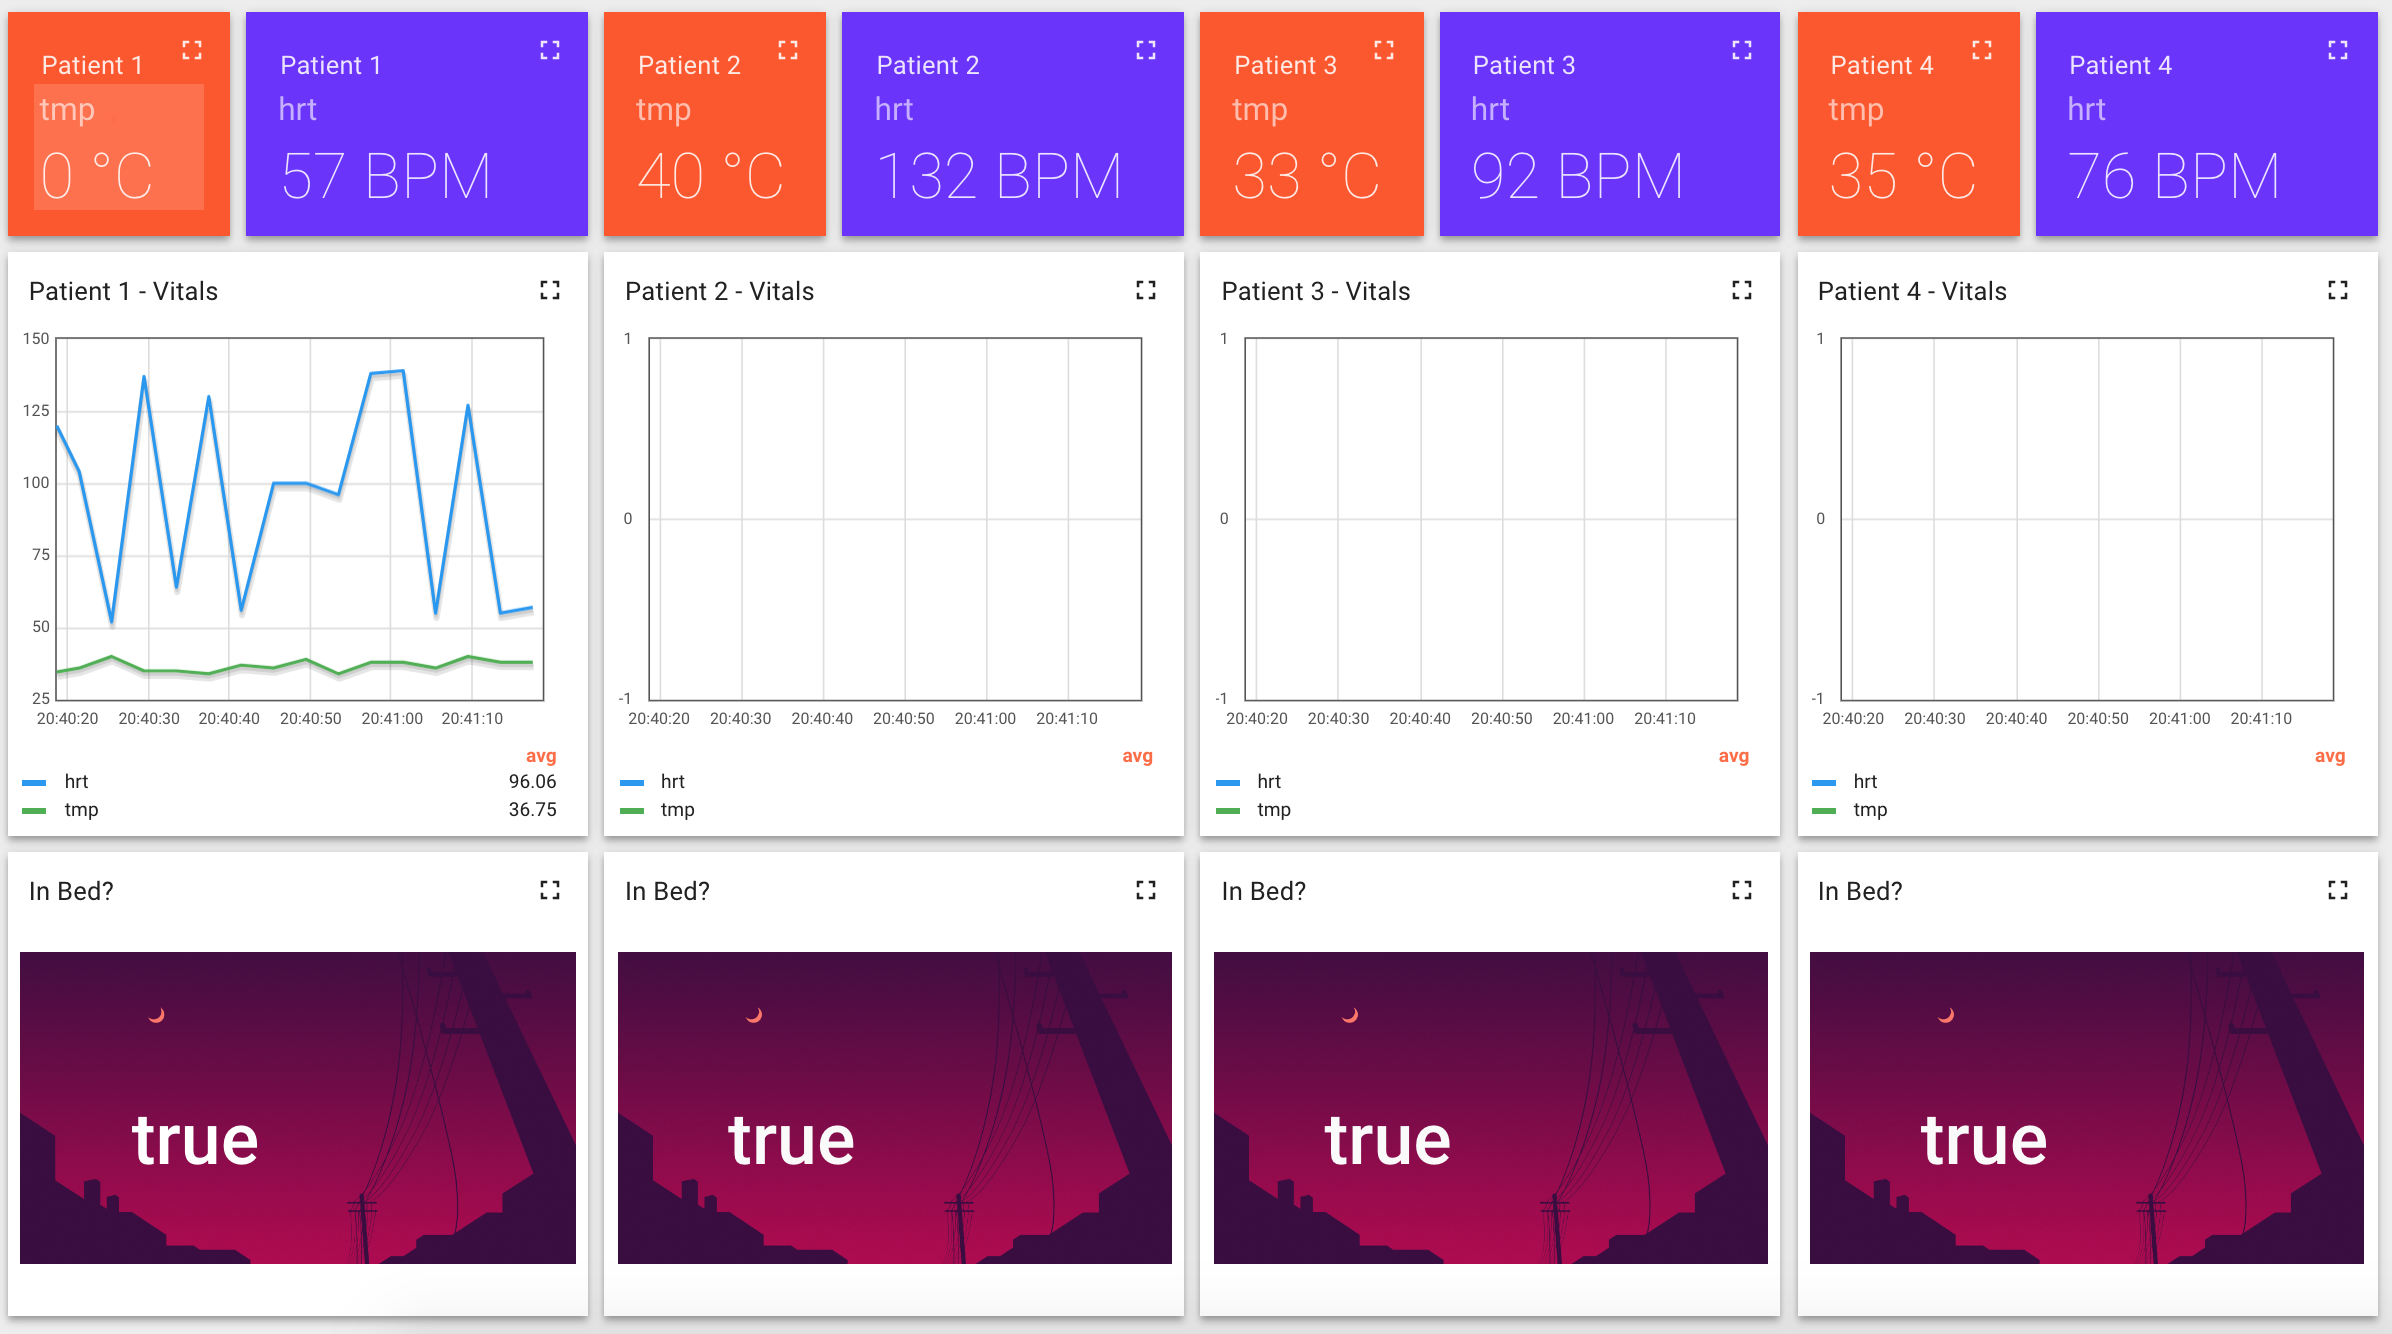 Patient 1
tmp
0 °C
Patient 1
hrt
57 BPM
Patient 2
tmp
40 °C
Patient 2
hrt
132 BPM
Patient 3
tmp
33 °C
Patient 3
hrt
92 BPM
Patient 4
tmp
35 °C
Patient 4
hrt
76 BPM
Patient 1 - Vitals
150
125
100
75
50
25
20:40:20 20:40:30 20:40:40 20:40:50 20:41:00 20:41:10
avg
hrt 96.06
tmp 36.75
Patient 2 - Vitals
1
0
-1
20:40:20 20:40:30 20:40:40 20:40:50 20:41:00 20:41:10
avg
hrt
tmp
Patient 3 - Vitals
1
0
-1
20:40:20 20:40:30 20:40:40 20:40:50 20:41:00 20:41:10
avg
hrt
tmp
Patient 4 - Vitals
1
0
-1
20:40:20 20:40:30 20:40:40 20:40:50 20:41:00 20:41:10
avg
hrt
tmp
In Bed?
true
In Bed?
true
In Bed?
true
In Bed?
true